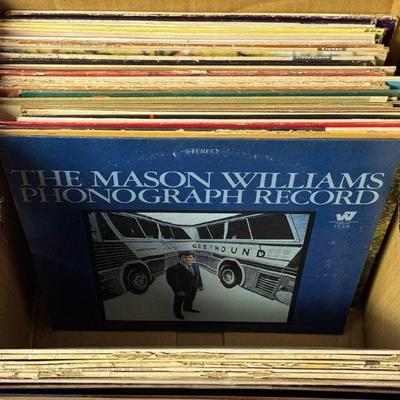 STEREO
THE MASON WILLIAMS
PHONOGRAPH RECORD
W
1729
GREYHOUND